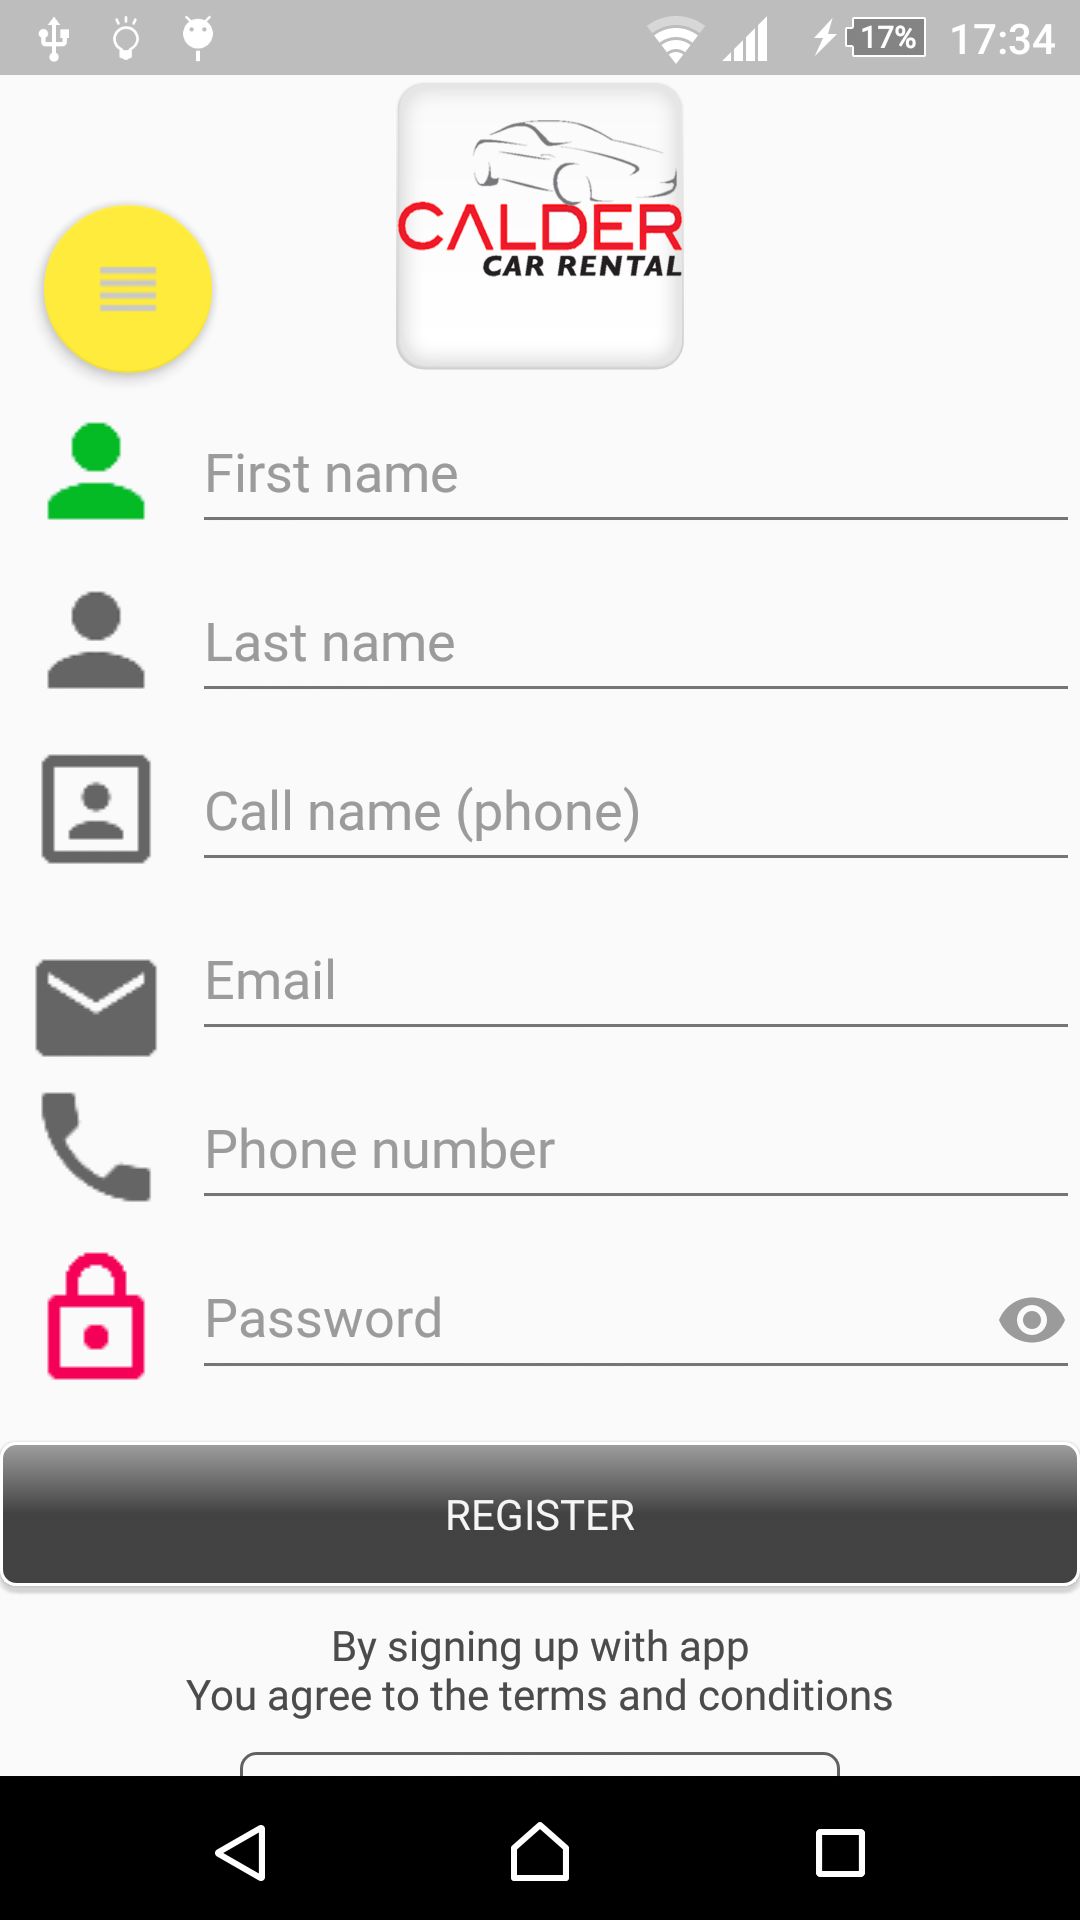 17%
17:34
CALDER
CAR RENTAL
First name
Last name
Call name (phone)
Email
Phone number
Password
REGISTER
By signing up with app
You agree to the terms and conditions